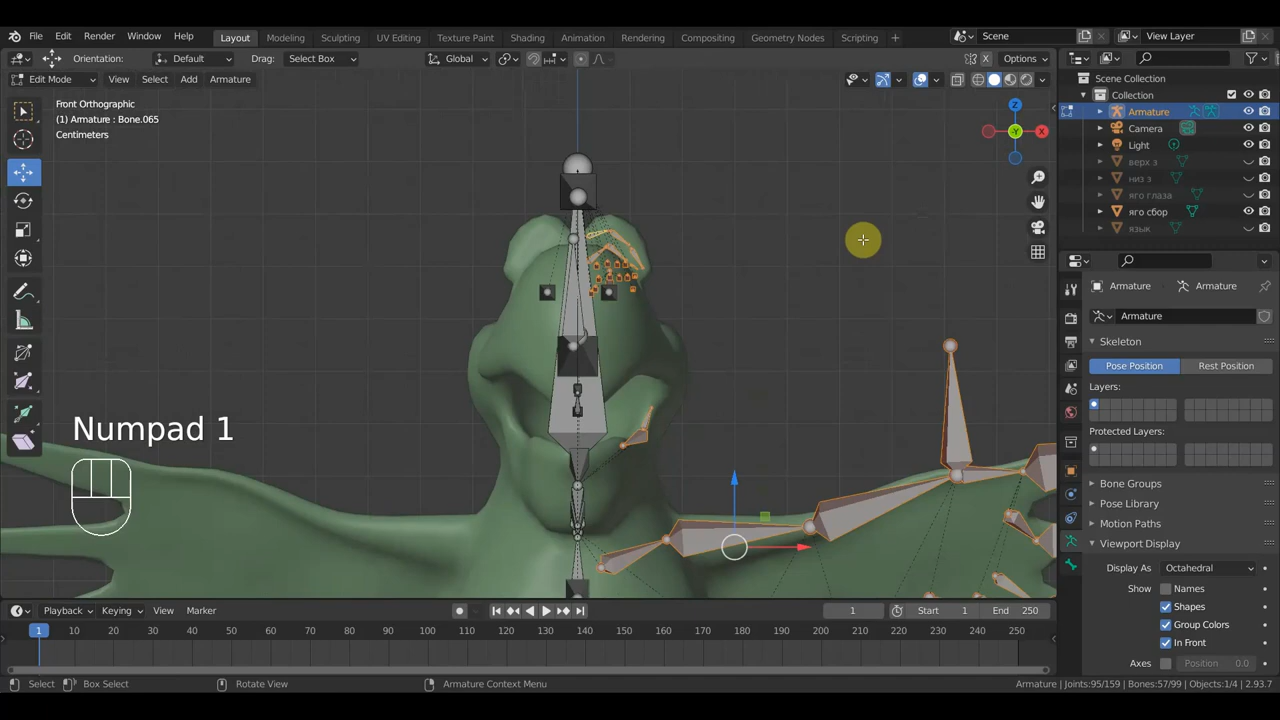 File Edit Render Window Help Layout Modeling Sculpting UV Editing Texture Paint Shading Animation Rendering Compositing Geometry Nodes Scripting + Scene View Layer
Orientation: Default Drag: Select Box Global Options
Edit Mode View Select Add Armature
Front Orthographic
(1) Armature : Bone.065
Centimeters
Z
-Y
X
Scene Collection
Collection
Armature
Camera
Light
верх з
низ з
яго глаза
яго сбор
язык
Armature Armature
Armature
Skeleton
Pose Position Rest Position
Layers:
Protected Layers:
Bone Groups
Pose Library
Motion Paths
Viewport Display
Display As Octahedral
Show Names
Shapes
Group Colors
In Front
Axes Position 0.0
Numpad 1
Playback Keying View Marker 1 Start 1 End 250
1 10 20 30 40 50 60 70 80 90 100 110 120 130 140 150 160 170 180 190 200 210 220 230 240 250
Select Box Select Rotate View Armature Context Menu Armature | Joints:95/159 | Bones:57/99 | Objects:1/4 | 2.93.7